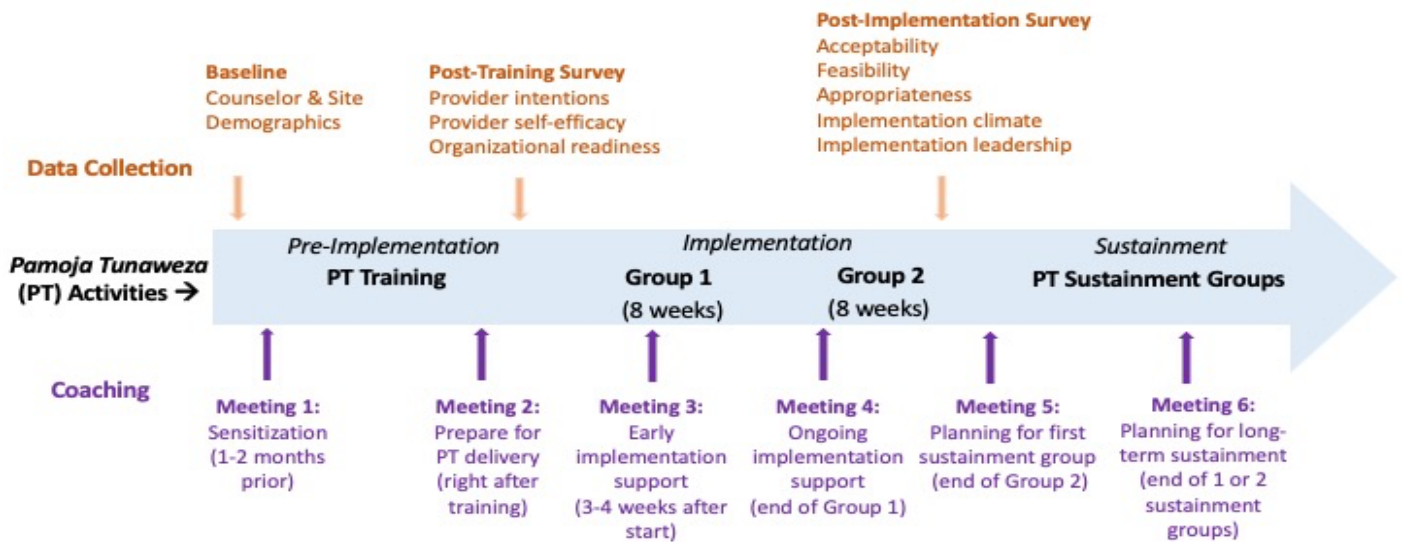 Post-Implementation Survey
Acceptability
Feasibility
Appropriateness
Implementation climate
Implementation leadership
Baseline
Counselor & Site
Demographics
Post-Training Survey
Provider intentions
Provider self-efficacy
Organizational readiness
Data Collection
Pamoja Tunaweza
(PT) Activities →
Pre-Implementation
PT Training
Implementation
Group 1
(8 weeks)
Group 2
(8 weeks)
Sustainment
PT Sustainment Groups
Coaching
Meeting 1:
Sensitization
(1-2 months
prior)
Meeting 2:
Prepare for
PT delivery
(right after
training)
Meeting 3:
Early
implementation
support
(3-4 weeks after
start)
Meeting 4:
Ongoing
implementation
support
(end of Group 1)
Meeting 5:
Planning for first
sustainment group
(end of Group 2)
Meeting 6:
Planning for long-
term sustainment
(end of 1 or 2
sustainment
groups)